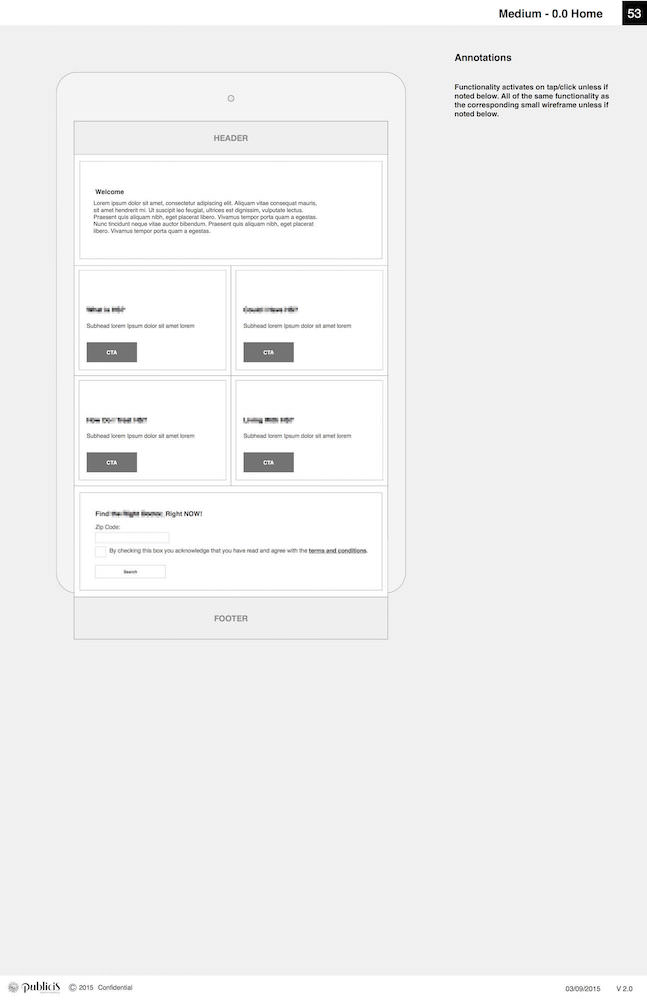 Medium - 0.0 Home 53
Annotations
Functionality activates on tap/click unless if
noted below. All of the same functionality as
the corresponding small wireframe unless if
noted below.
HEADER
Welcome
Lorem ipsum dolor sit amet, consectetur adipiscing elit. Aliquam vitae consequat mauris,
sit amet hendrerit mi. Ut suscipit leo feugiat, ultrices est dignissim, vulputate lectus.
Praesent quis aliquam nibh, eget placerat libero. Vivamus tempor porta quam a egestas.
Nunc tincidunt neque vitae auctor bibendum. Praesent quis aliquam nibh, eget placerat
libero. Vivamus tempor porta quam a egestas.
Subhead lorem ipsum dolor sit amet lorem
CTA
Subhead lorem ipsum dolor sit amet lorem
CTA
Subhead lorem ipsum dolor sit amet lorem
CTA
Subhead lorem ipsum dolor sit amet lorem
CTA
Find Right NOW!
Zip Code:
By checking this box you acknowledge that you have read and agree with the terms and conditions.
Search
FOOTER
publicis © 2015 Confidential
03/09/2015 V 2.0